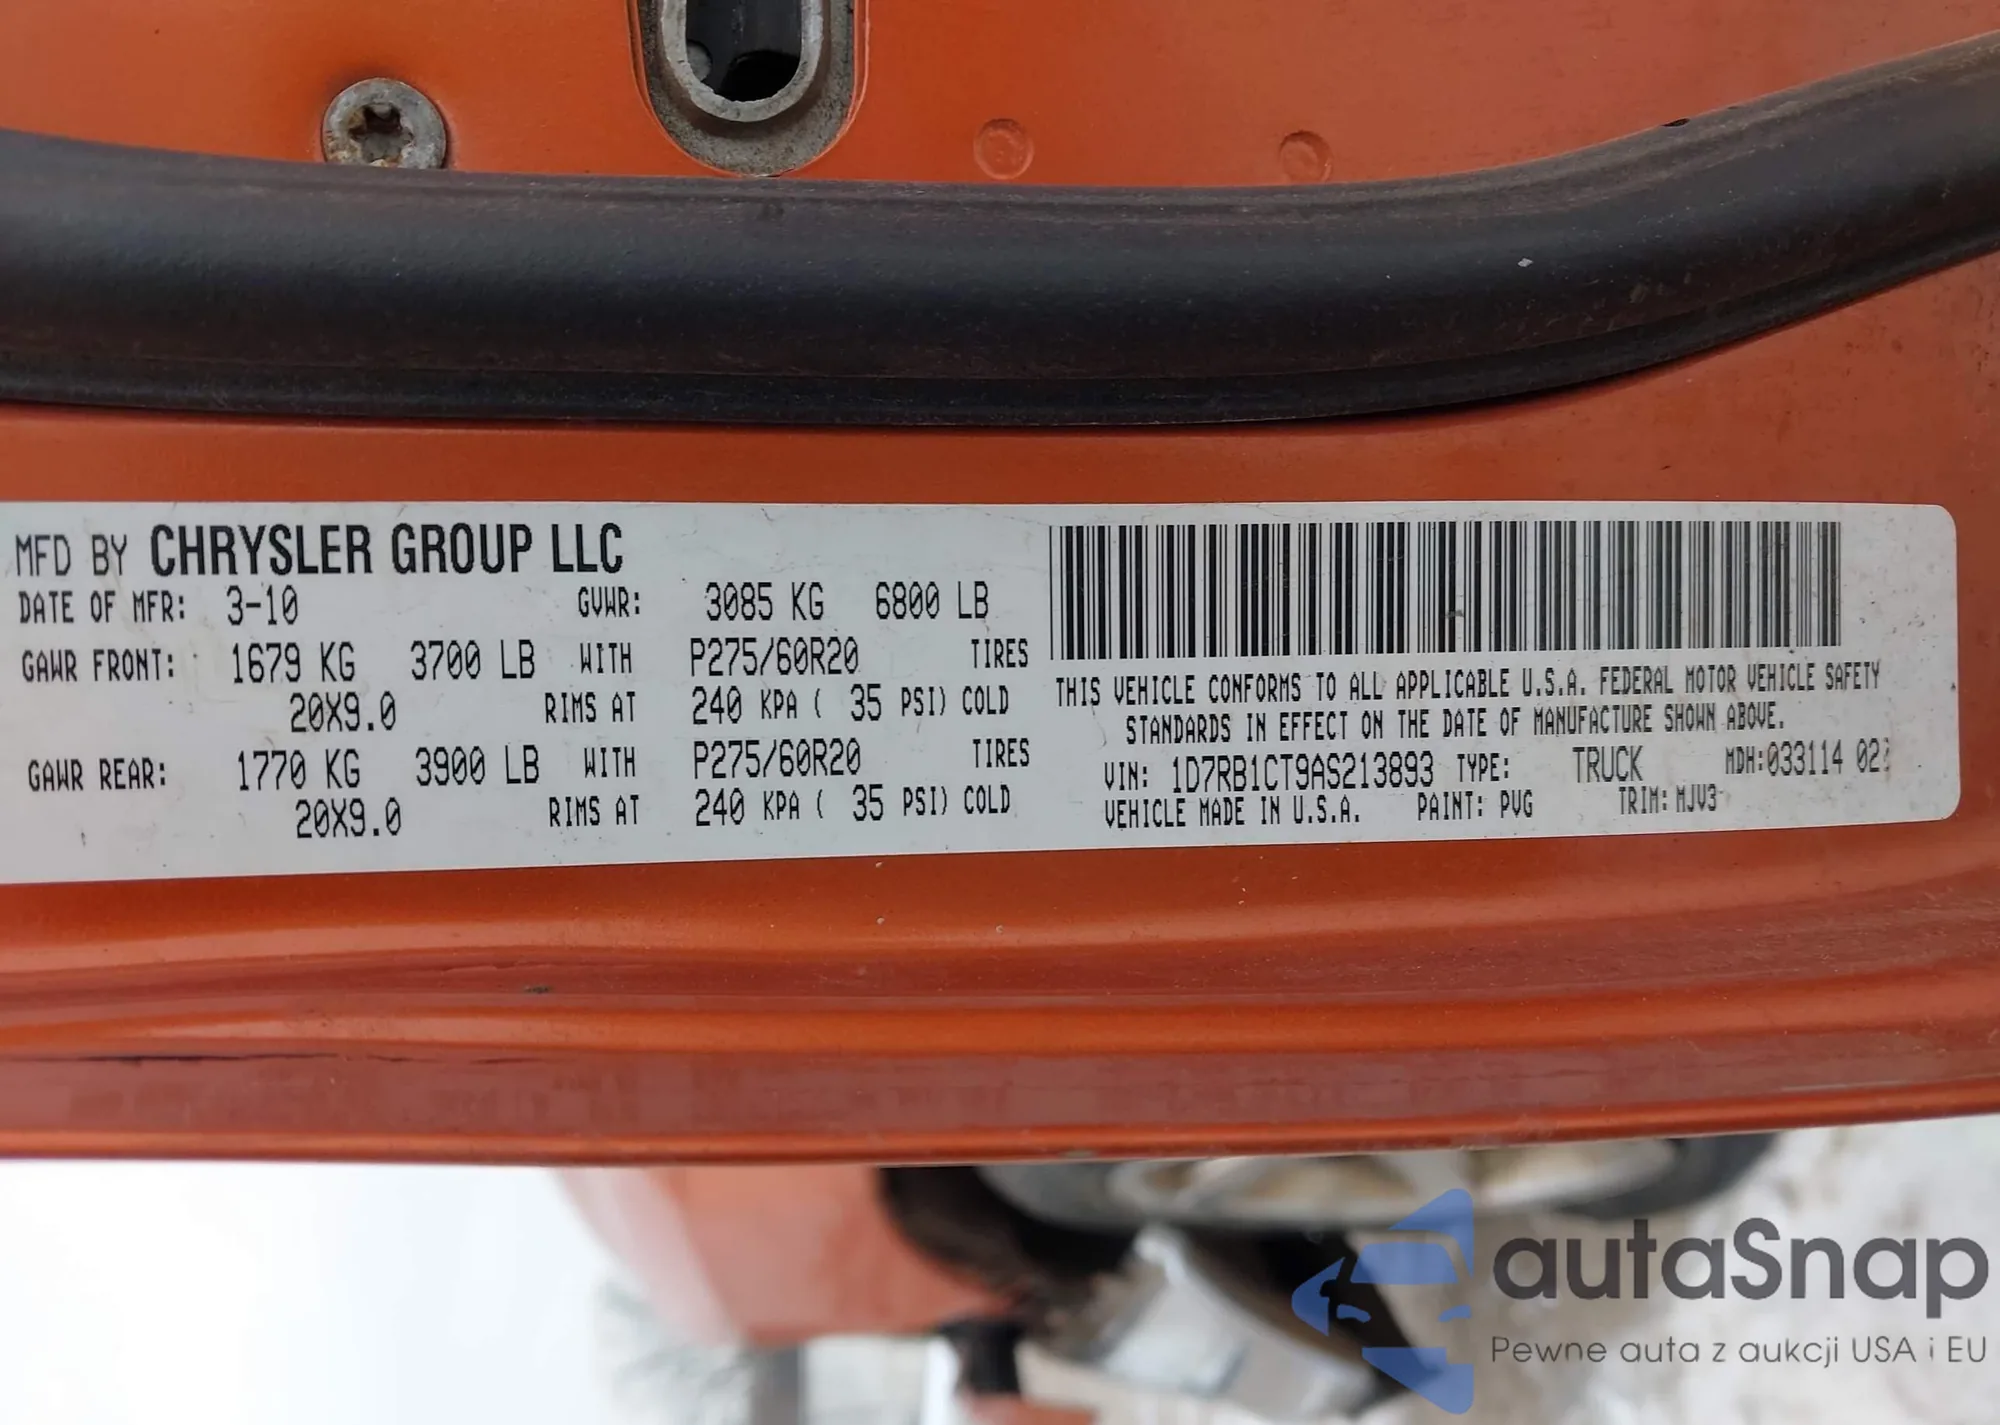 MFD BY CHRYSLER GROUP LLC
DATE OF MFR: 3-10 GVWR: 3085 KG 6800 LB
GAWR FRONT: 1679 KG 3700 LB WITH P275/60R20 TIRES
20X9.0 RIMS AT 240 KPA ( 35 PSI) COLD
GAWR REAR: 1770 KG 3900 LB WITH P275/60R20 TIRES
20X9.0 RIMS AT 240 KPA ( 35 PSI) COLD
THIS VEHICLE CONFORMS TO ALL APPLICABLE U.S.A. FEDERAL MOTOR VEHICLE SAFETY
STANDARDS IN EFFECT ON THE DATE OF MANUFACTURE SHOWN ABOVE.
VIN: 1D7RB1CT9AS213893 TYPE: TRUCK MDH:033114
VEHICLE MADE IN U.S.A. PAINT: PVG TRIM: MJV3
autaSnap
Pewne auta z aukcji USA i EU